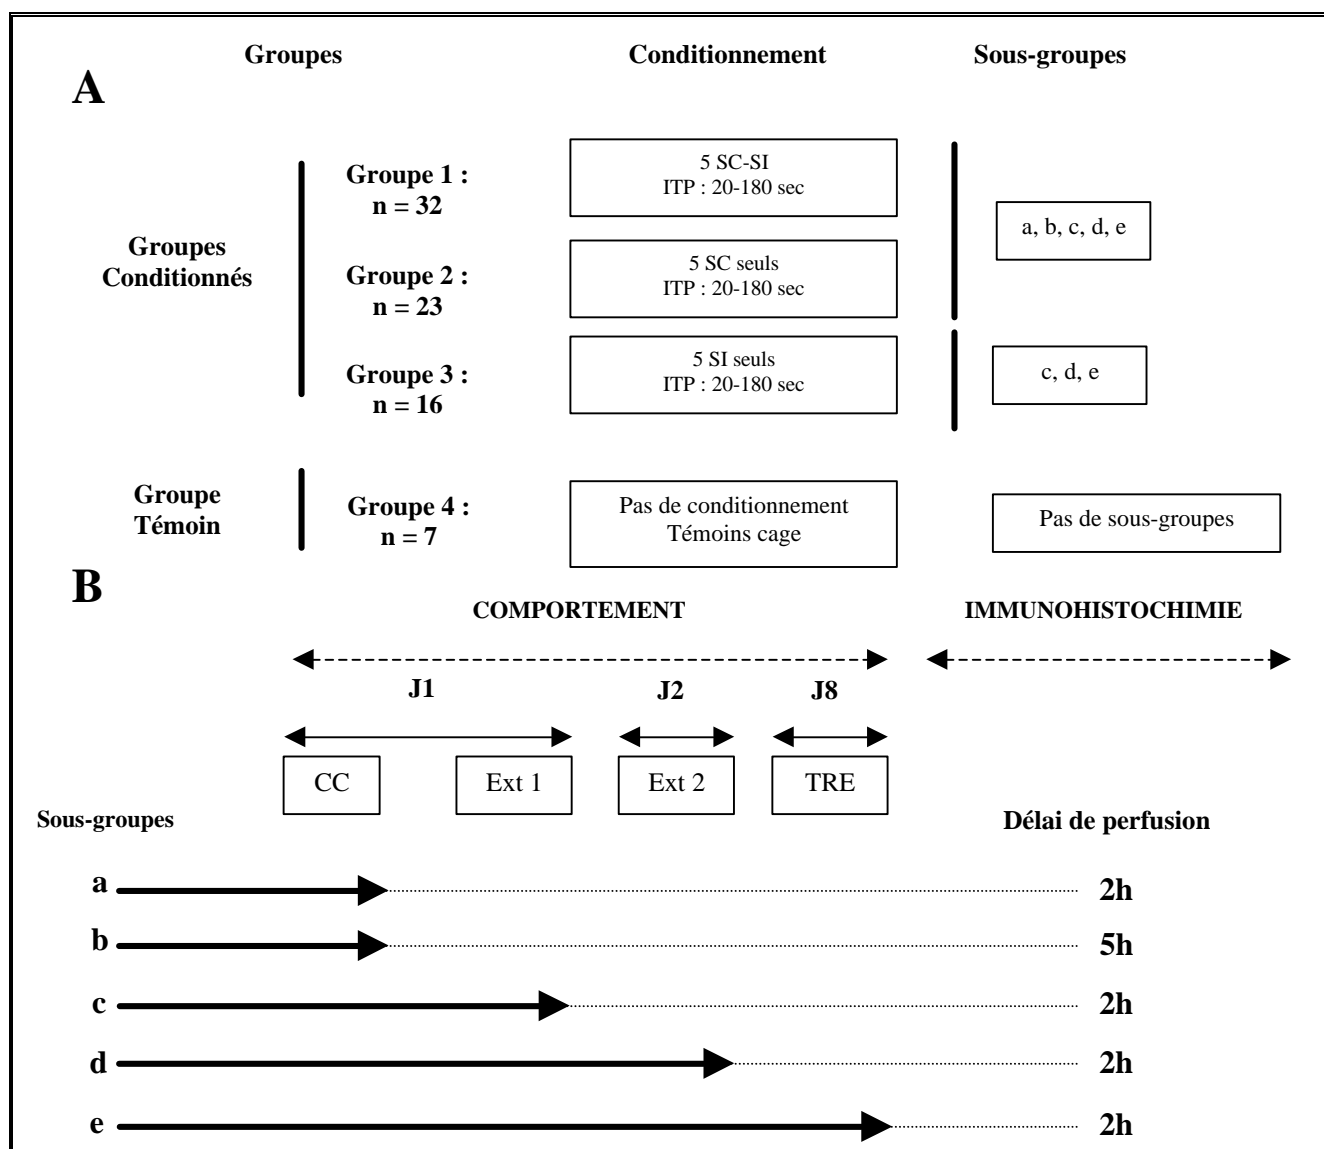 Groupes Conditionnement Sous-groupes
A
Groupes
Conditionnés
Groupe 1 :
n = 32
5 SC-SI
ITP : 20-180 sec
a, b, c, d, e
Groupe 2 :
n = 23
5 SC seuls
ITP : 20-180 sec
Groupe 3 :
n = 16
5 SI seuls
ITP : 20-180 sec
c, d, e
Groupe
Témoin
Groupe 4 :
n = 7
Pas de conditionnement
Témoins cage
Pas de sous-groupes
B
COMPORTEMENT IMMUNOHISTOCHIMIE
J1 J2 J8
CC Ext 1 Ext 2 TRE
Sous-groupes Délai de perfusion
a 2h
b 5h
c 2h
d 2h
e 2h